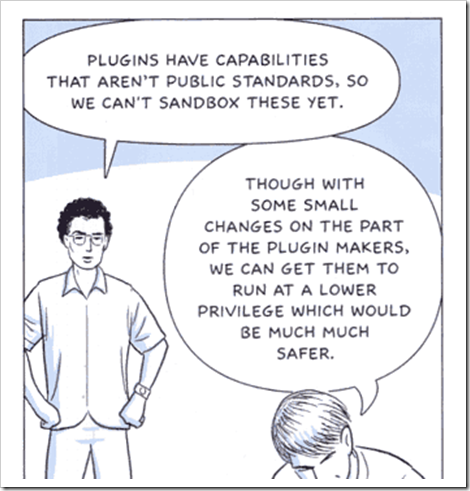 PLUGINS HAVE CAPABILITIES
THAT AREN'T PUBLIC STANDARDS, SO
WE CAN'T SANDBOX THESE YET.
THOUGH WITH
SOME SMALL
CHANGES ON THE PART
OF THE PLUGIN MAKERS,
WE CAN GET THEM TO
RUN AT A LOWER
PRIVILEGE WHICH WOULD
BE MUCH MUCH
SAFER.